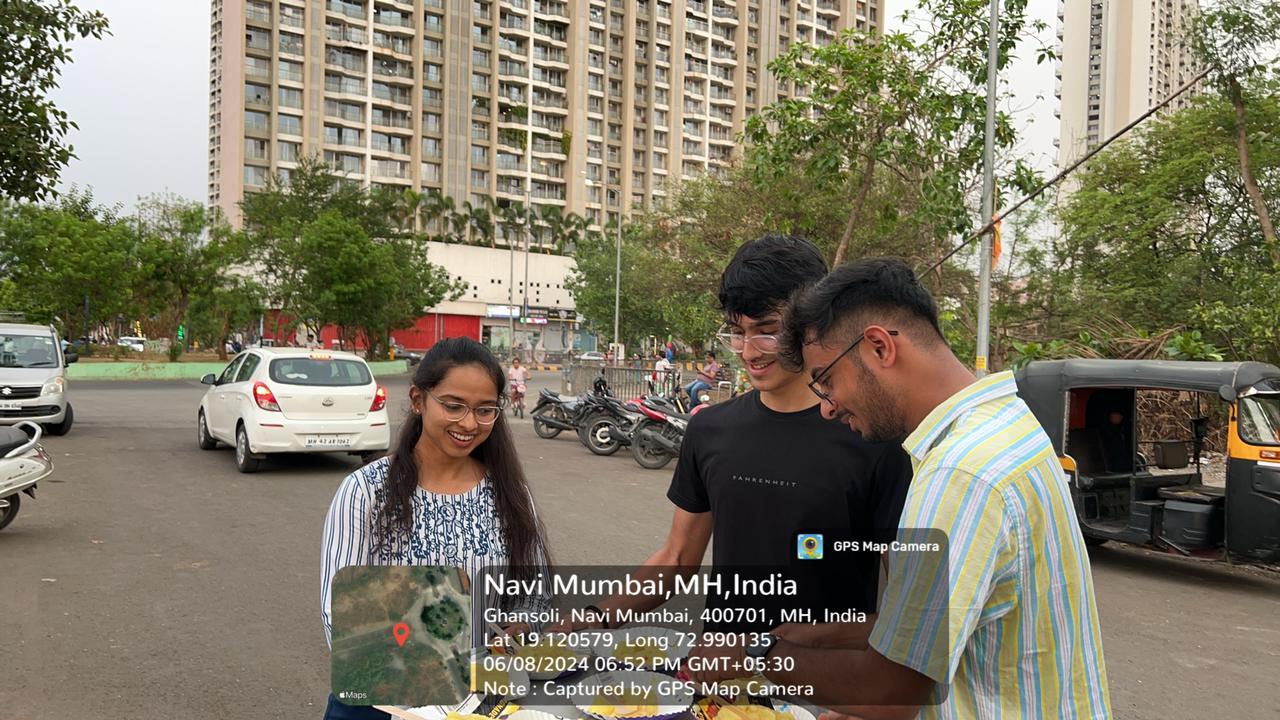 MH 43 AR 1062
FAHRENHEIT
GPS Map Camera
Navi Mumbai,MH,India
Ghansoli, Navi Mumbai, 400701, MH, India
Lat 19.120579, Long 72.990135
06/08/2024 06:52 PM GMT+05:30
Note : Captured by GPS Map Camera
Maps